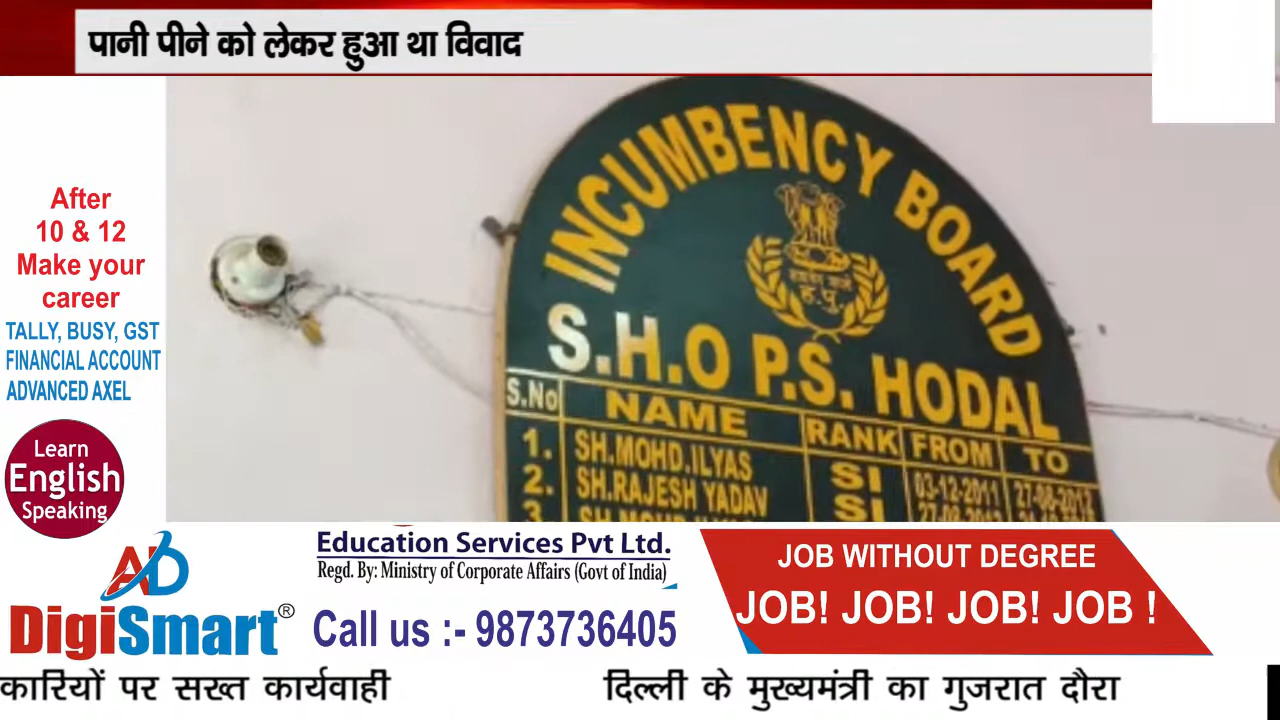 पानी पीने को लेकर हुआ था विवाद
INCUMBENCY BOARD
ह.पु
S.H.O P.S. HODAL
S.No NAME RANK FROM TO
1. SH.MOHD.ILYAS SI 03-12-2011
2. SH.RAJESH YADAV SI
3.
After
10 & 12
Make your
career
TALLY, BUSY, GST
FINANCIAL ACCOUNT
ADVANCED AXEL
Learn
English
Speaking
DigiSmart®
Education Services Pvt Ltd.
Regd. By: Ministry of Corporate Affairs (Govt of India)
Call us :- 9873736405
JOB WITHOUT DEGREE
JOB! JOB! JOB! JOB !
कारियों पर सख्त कार्यवाही दिल्ली के मुख्यमंत्री का गुजरात दौरा